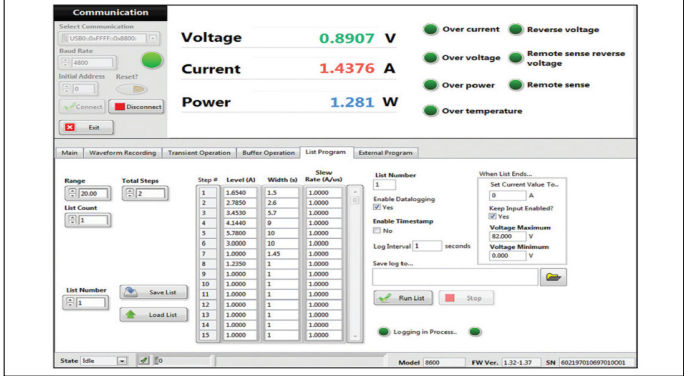 Communication
Select Communication
USB0::0xFFFF::0x8800:
Baud Rate
4800
Initial Address Reset?
0
Connect Disconnect
Exit
Voltage 0.8907 V
Current 1.4376 A
Power 1.281 W
Over current Reverse voltage
Over voltage Remote sense reverse
voltage
Over power Remote sense
Over temperature
Main Waveform Recording Transient Operation Buffer Operation List Program External Program
Range Total Steps
20.00 2
List Count
1
List Number
1
Save List
Load List
Slew
Step # Level (A) Width (s) Rate (A/us)
1 1.6540 1.5 1.0000
2 2.7850 2.6 1.0000
3 3.4530 5.7 1.0000
4 4.1440 9 1.0000
5 5.7800 10 1.0000
6 3.0000 10 1.0000
7 1.0000 1.45 1.0000
8 1.2350 1 1.0000
9 1.0000 1 1.0000
10 1.0000 1 1.0000
11 1.0000 1 1.0000
12 1.0000 1 1.0000
13 1.0000 1 1.0000
14 1.0000 1 1.0000
15 1.0000 1 1.0000
List Number
1
Enable Datalogging
Yes
Enable Timestamp
No
Log Interval 1 seconds
Save log to...
When List Ends...
Set Current Value To..
0 A
Keep Input Enabled?
Yes
Voltage Maximum
82.000 V
Voltage Minimum
0.000 V
Run List Stop
Logging in Process..
State Idle 0 Model 8600 FW Ver. 1.32-1.37 SN 602197010697010001